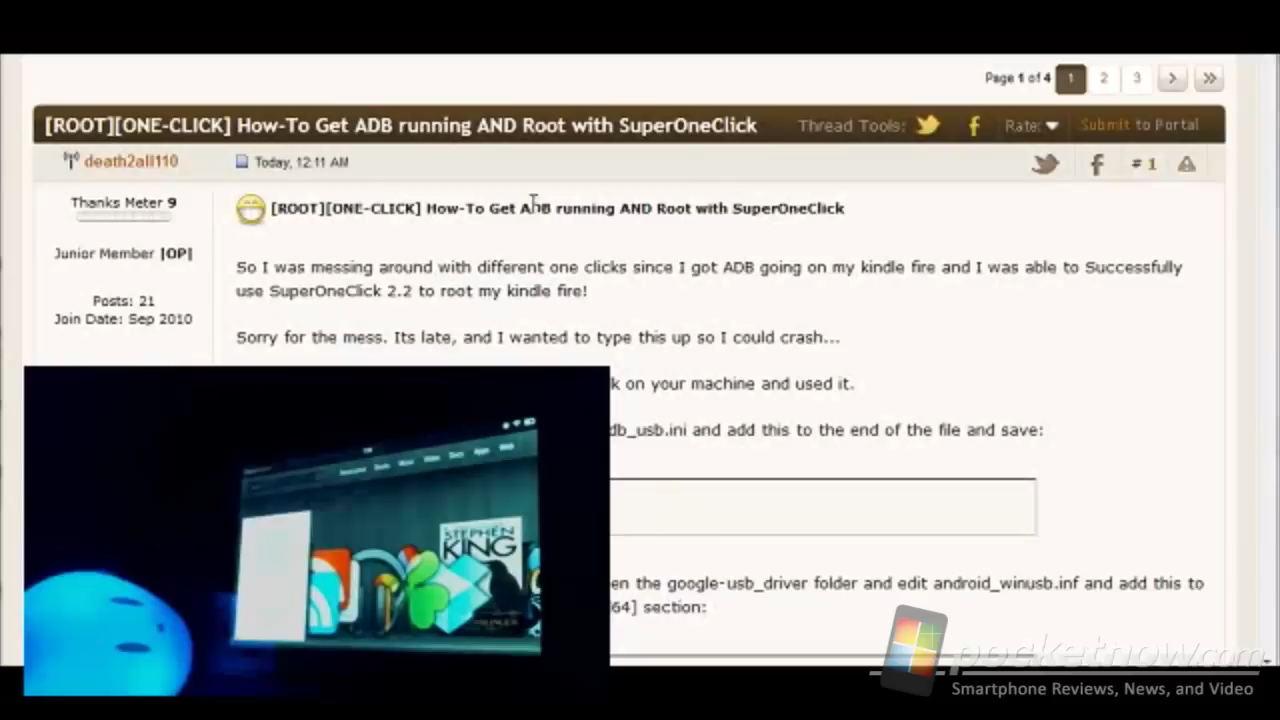 Page 1 of 4 1 2 3 > >>
[ROOT][ONE-CLICK] How-To Get ADB running AND Root with SuperOneClick Thread Tools: Rate: Submit to Portal
death2all110 Today, 12:11 AM # 1
Thanks Meter 9
[ROOT][ONE-CLICK] How-To Get ADB running AND Root with SuperOneClick
Junior Member [OP]
So I was messing around with different one clicks since I got ADB going on my kindle fire and I was able to Successfully
use SuperOneClick 2.2 to root my kindle fire!
Posts: 21
Join Date: Sep 2010
Sorry for the mess. Its late, and I wanted to type this up so I could crash...
k on your machine and used it.
db_usb.ini and add this to the end of the file and save:
Docs Apps Web
STEPHEN
KING
en the google-usb_driver folder and edit android_winusb.inf and add this to
64] section:
pocketnow.com
Smartphone Reviews, News, and Video